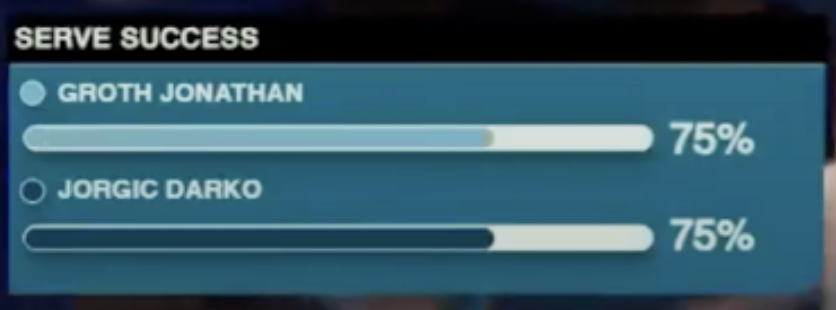 SERVE SUCCESS
GROTH JONATHAN
75%
JORGIC DARKO
75%